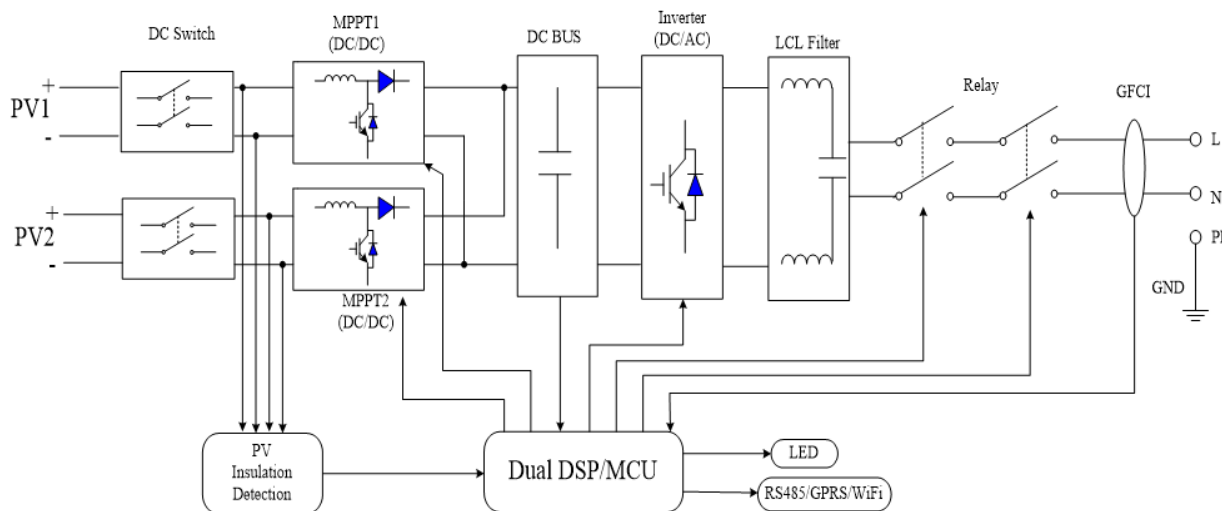 DC Switch
MPPT1
(DC/DC)
DC BUS
Inverter
(DC/AC)
LCL Filter
Relay
GFCI
+
PV1
-
L
N
+
PV2
-
MPPT2
(DC/DC)
GND
PV
Insulation
Detection
Dual DSP/MCU
LED
RS485/GPRS/WiFi